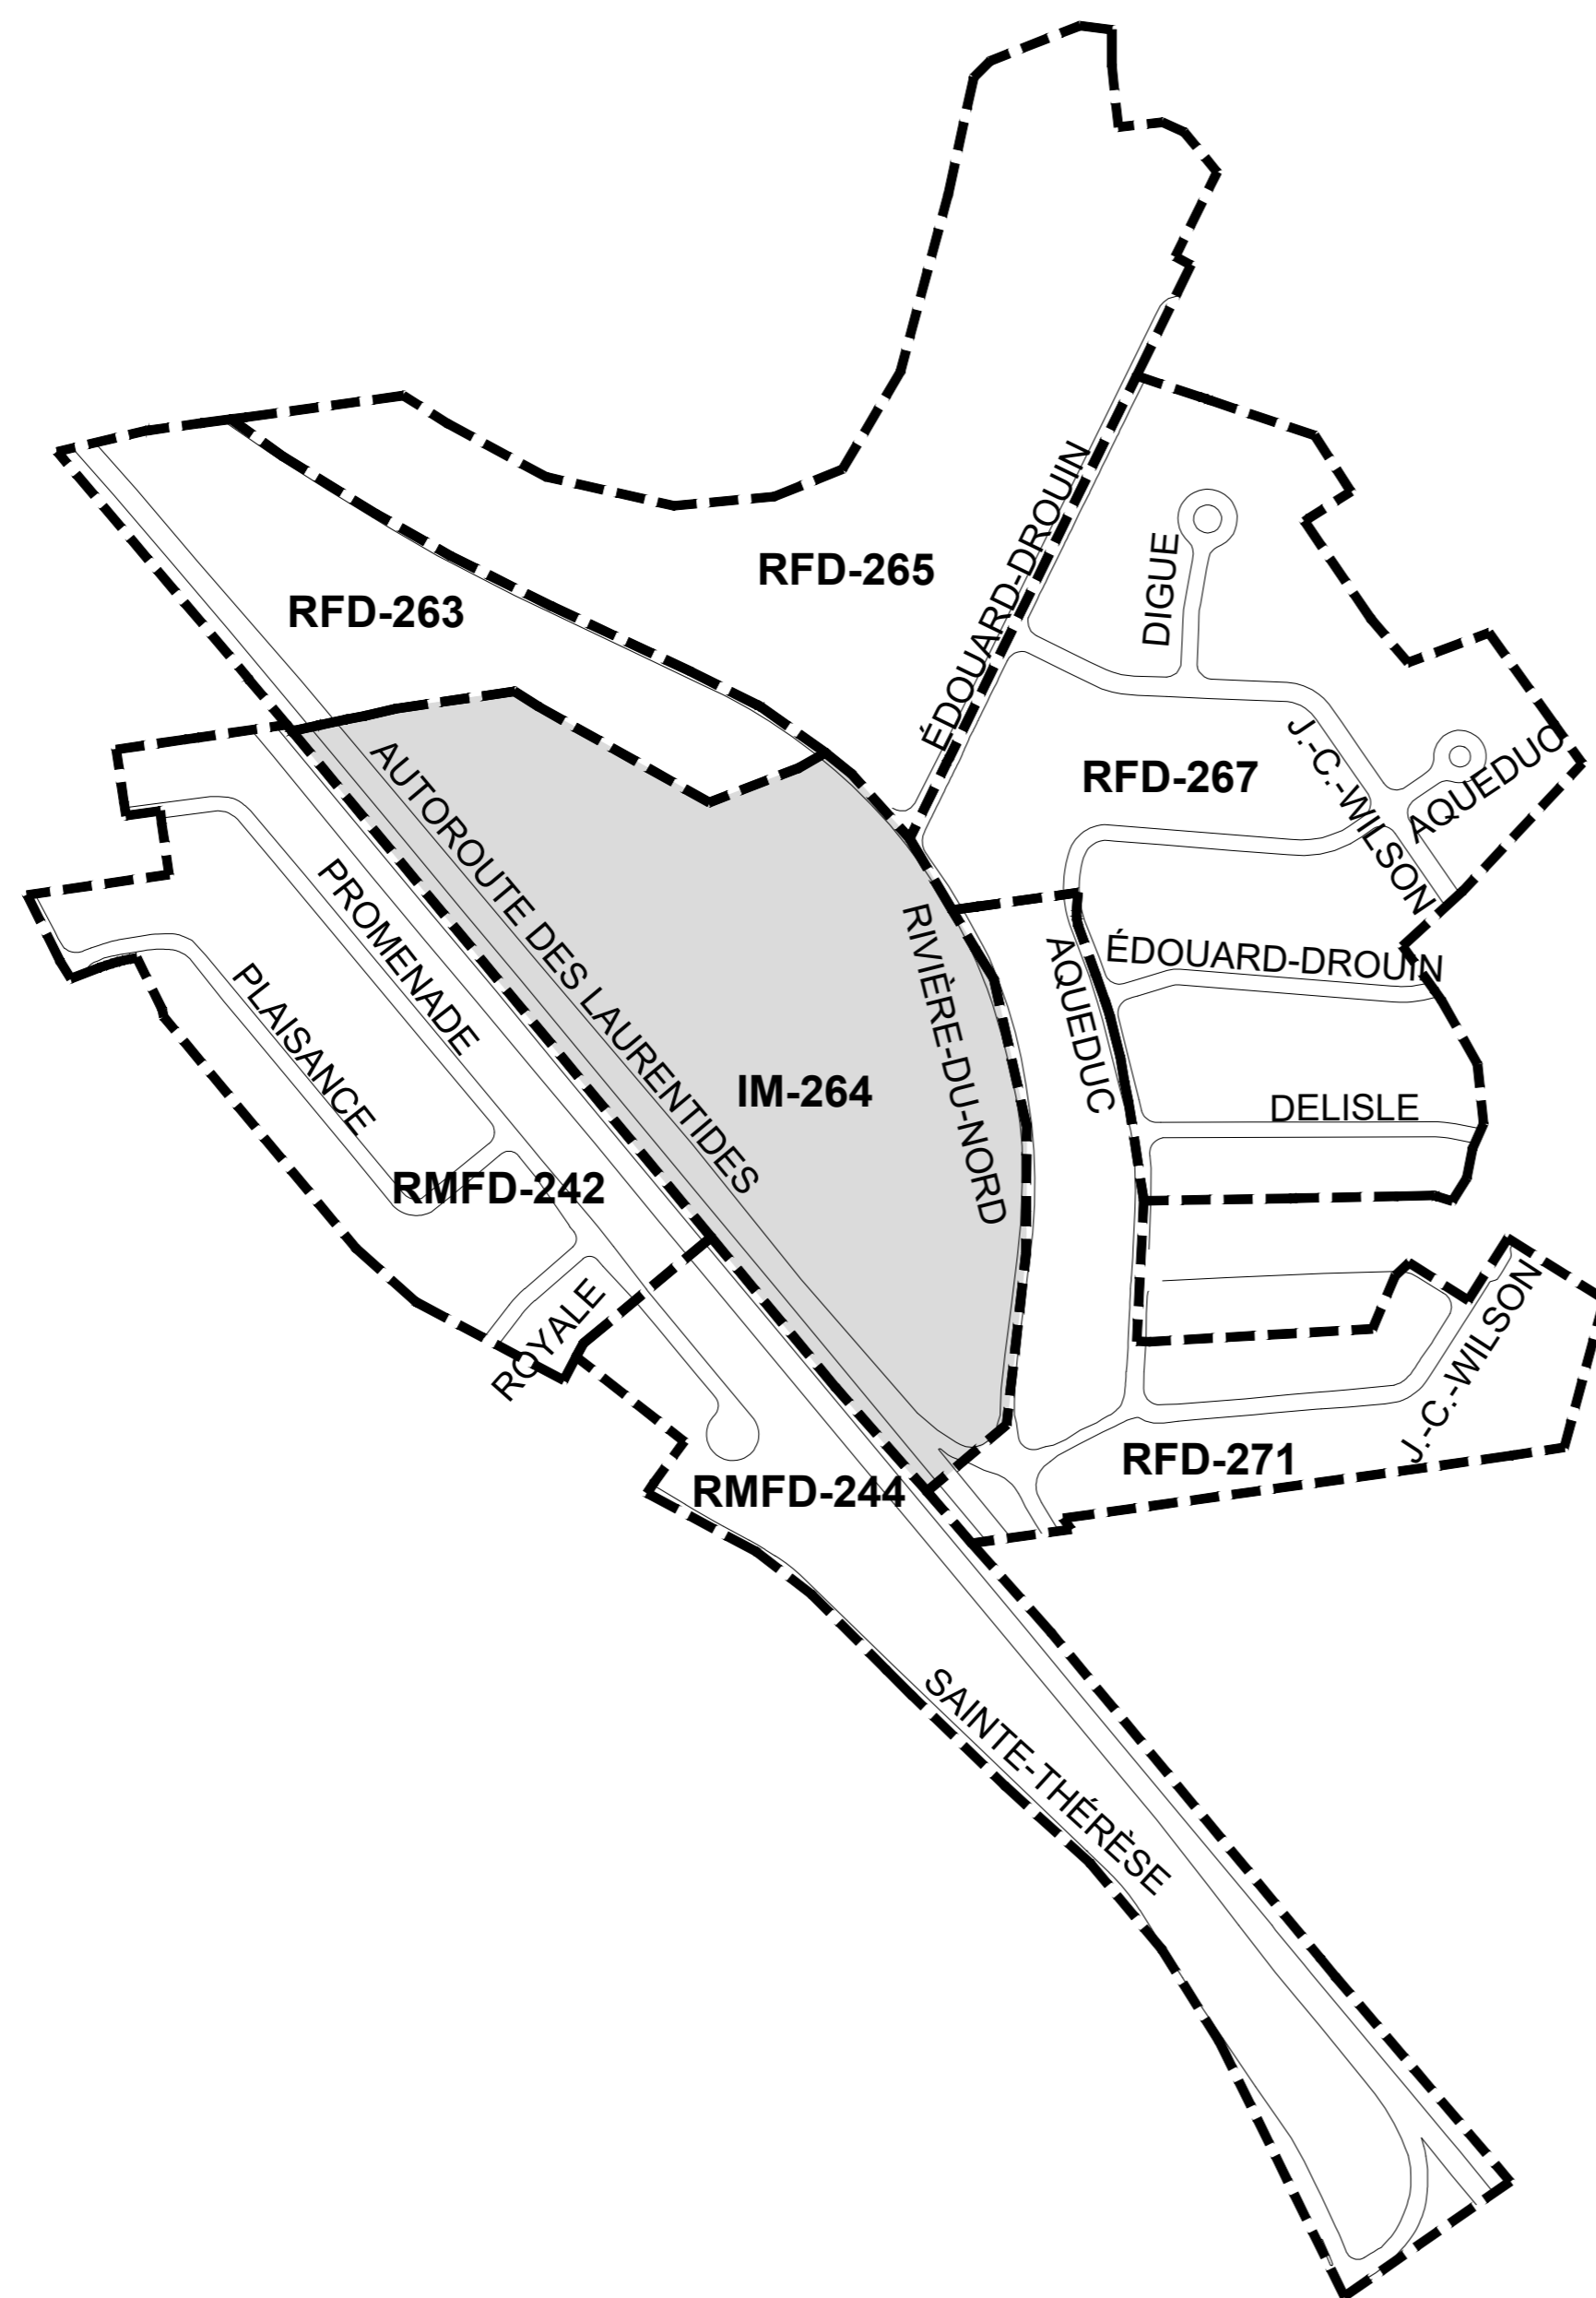 ÉDOUARD-DROUIN
DIGUE
RFD-265
RFD-263
J.-C.-WILSON
AQUEDUC
RFD-267
AUTOROUTE DES LAURENTIDES
PROMENADE
PLAISANCE
RIVIÈRE-DU-NORD
AQUEDUC
ÉDOUARD-DROUIN
IM-264
DELISLE
RMFD-242
ROYALE
J.-C.-WILSON
RFD-271
RMFD-244
SAINTE-THÉRÈSE